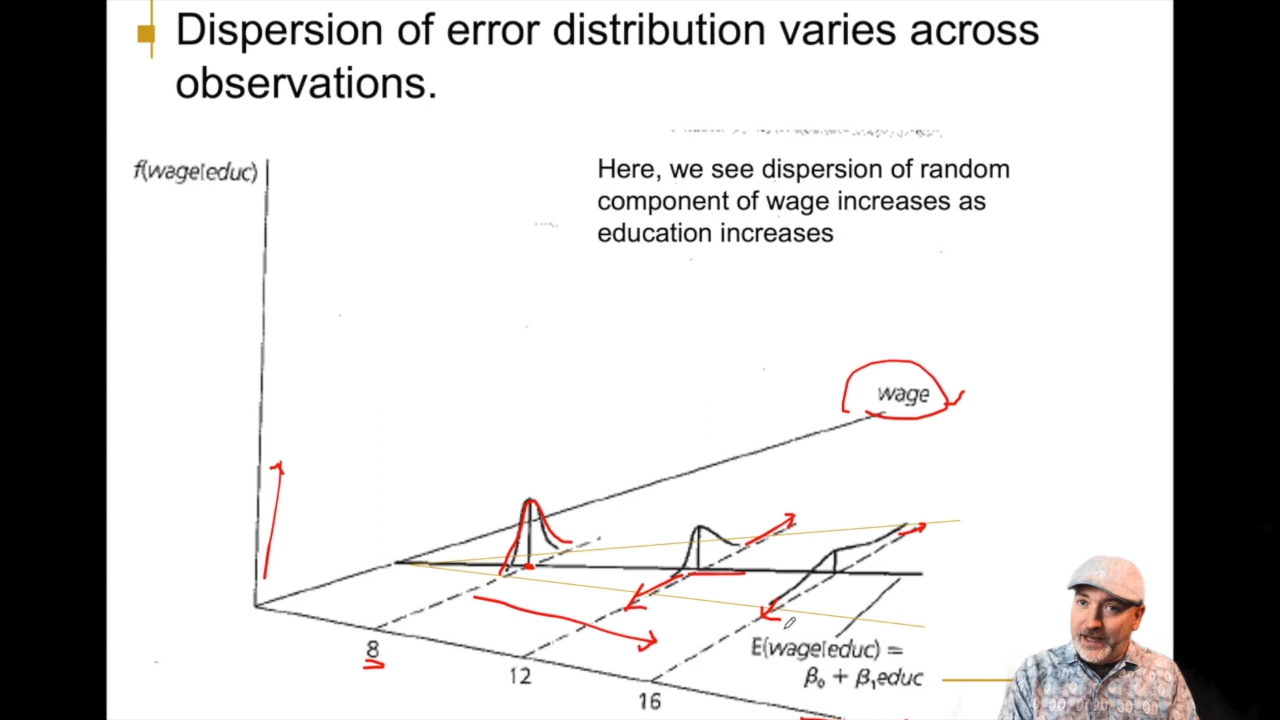 Dispersion of error distribution varies across
observations.
f(wage|educ)
Here, we see dispersion of random
component of wage increases as
education increases
wage
8
12
16
E(wage|educ) =
β₀ + β₁educ